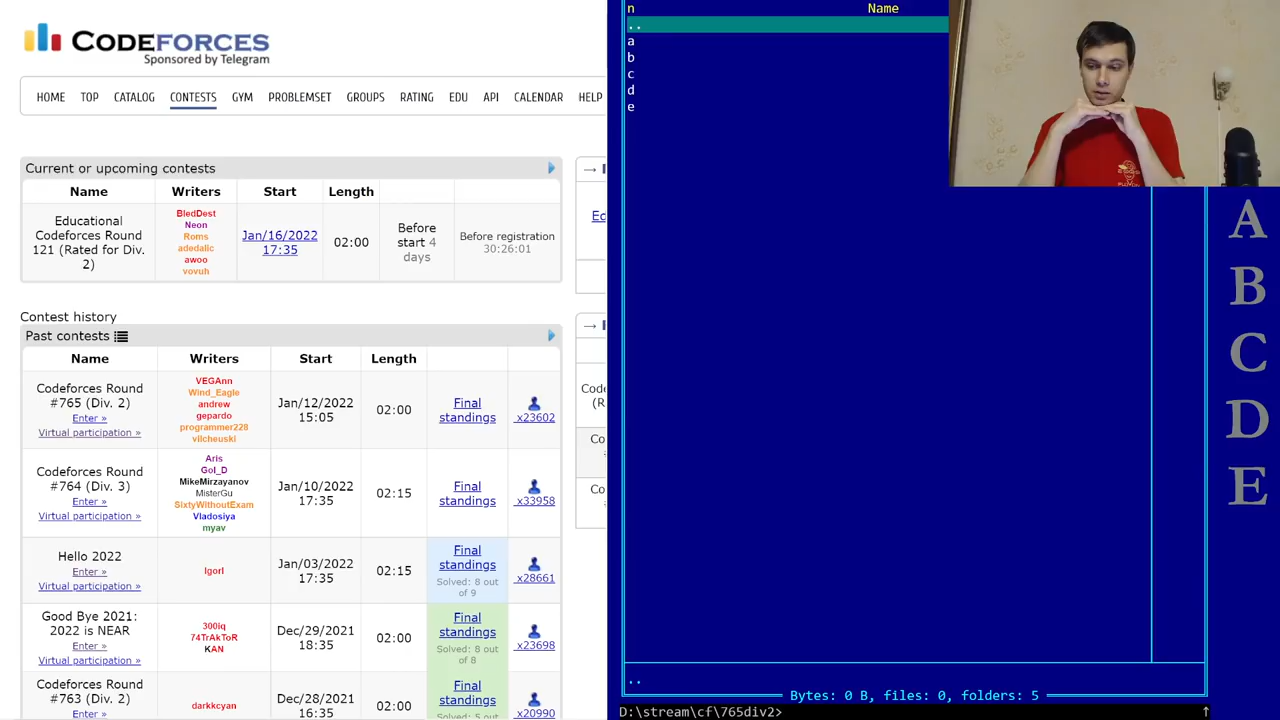 CODEFORCES
Sponsored by Telegram
HOME TOP CATALOG CONTESTS GYM PROBLEMSET GROUPS RATING EDU API CALENDAR HELP
Current or upcoming contests
Name Writers Start Length
Educational
Codeforces Round
121 (Rated for Div.
2)
BledDest
Neon
Roms
adedalic
awoo
vovuh
Jan/16/2022
17:35
02:00
Before
start 4
days
Before registration
30:26:01
Contest history
Past contests
Name Writers Start Length
Codeforces Round
#765 (Div. 2)
Enter »
Virtual participation »
VEGAnn
Wind_Eagle
andrew
gepardo
programmer228
vilcheuski
Jan/12/2022
15:05
02:00
Final
standings
x23602
Codeforces Round
#764 (Div. 3)
Enter »
Virtual participation »
Aris
Gol_D
MikeMirzayanov
MisterGu
SixtyWithoutExam
Vladosiya
myav
Jan/10/2022
17:35
02:15
Final
standings
x33958
Hello 2022
Enter »
Virtual participation »
IgorI
Jan/03/2022
17:35
02:15
Final
standings
Solved: 8 out
of 9
x28661
Good Bye 2021:
2022 is NEAR
Enter »
Virtual participation »
300iq
74TrAkToR
KAN
Dec/29/2021
18:35
02:00
Final
standings
Solved: 8 out
of 8
x23698
Codeforces Round
#763 (Div. 2)
Enter »
darkkcyan
Dec/28/2021
16:35
02:00
Final
standings
x20990
→
Ed
→
Code
(R
Co
Co
n Name
..
a
b
c
d
e
..
Bytes: 0 B, files: 0, folders: 5
D:\stream\cf\765div2> ↑
A
B
C
D
E